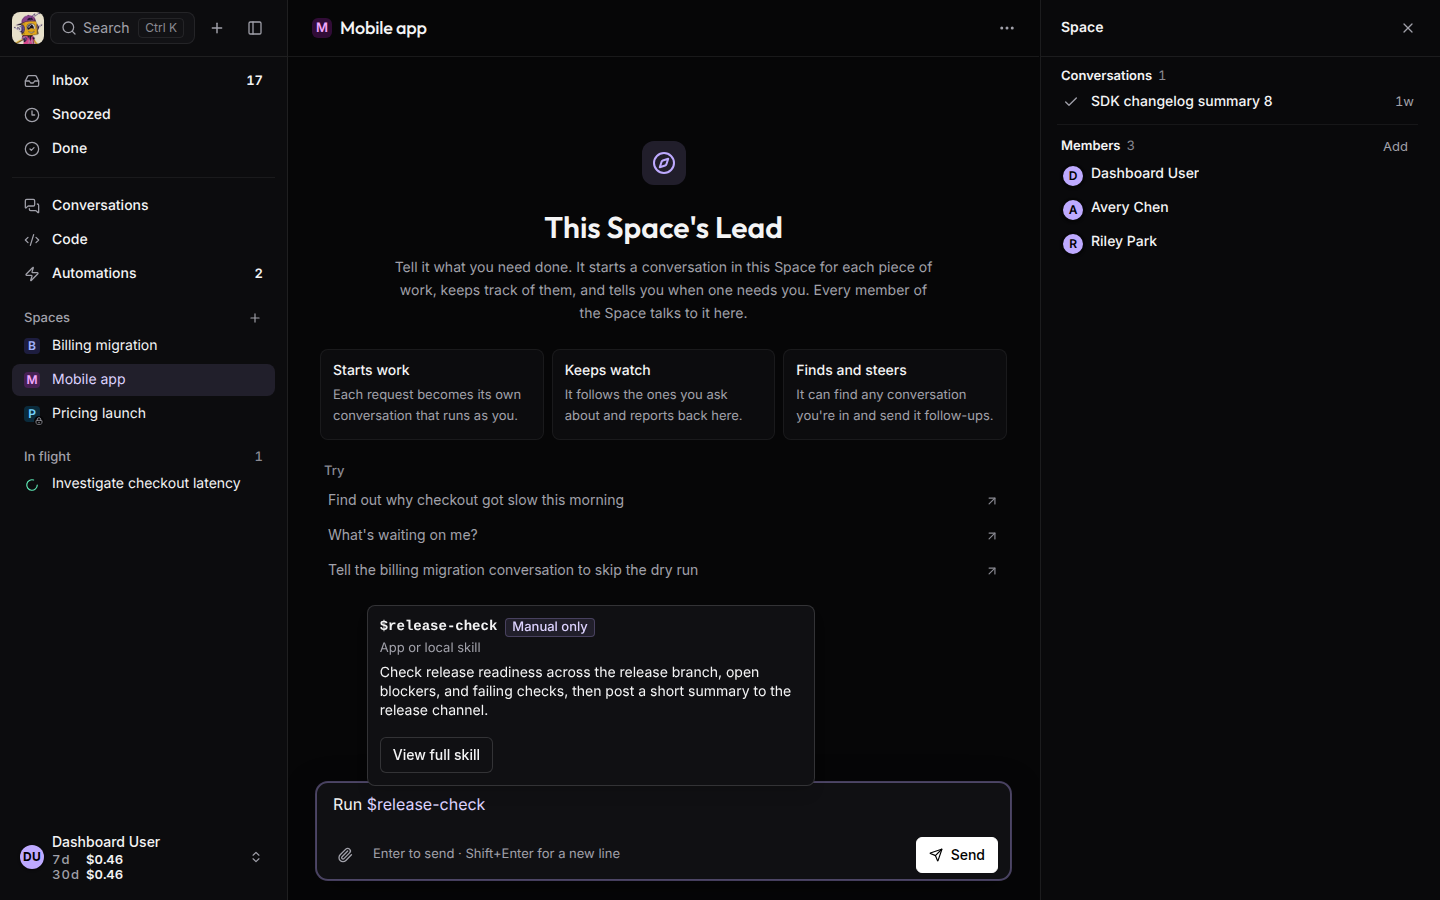 Search Ctrl K
Inbox 17
Snoozed
Done
Conversations
Code
Automations 2
Spaces
B Billing migration
M Mobile app
P Pricing launch
In flight 1
Investigate checkout latency
DU Dashboard User
7d $0.46
30d $0.46
M Mobile app
This Space's Lead
Tell it what you need done. It starts a conversation in this Space for each piece of
work, keeps track of them, and tells you when one needs you. Every member of
the Space talks to it here.
Starts work
Each request becomes its own
conversation that runs as you.
Keeps watch
It follows the ones you ask
about and reports back here.
Finds and steers
It can find any conversation
you're in and send it follow-ups.
Try
Find out why checkout got slow this morning
What's waiting on me?
Tell the billing migration conversation to skip the dry run
$release-check Manual only
App or local skill
Check release readiness across the release branch, open
blockers, and failing checks, then post a short summary to the
release channel.
View full skill
Run $release-check
Enter to send · Shift+Enter for a new line
Send
Space
Conversations 1
SDK changelog summary 8 1w
Members 3 Add
D Dashboard User
A Avery Chen
R Riley Park